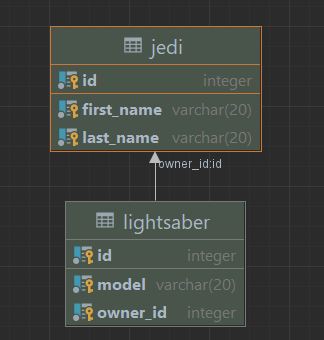 jedi
id integer
first_name varchar(20)
last_name varchar(20)
owner_id:id
lightsaber
id integer
model varchar(20)
owner_id integer